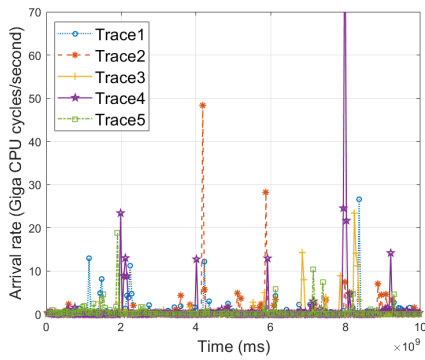 70
60
50
40
30
20
10
0
Arrival rate (Giga CPU cycles/second)
Trace1
Trace2
Trace3
Trace4
Trace5
0 2 4 6 8 10
Time (ms)
×10⁹